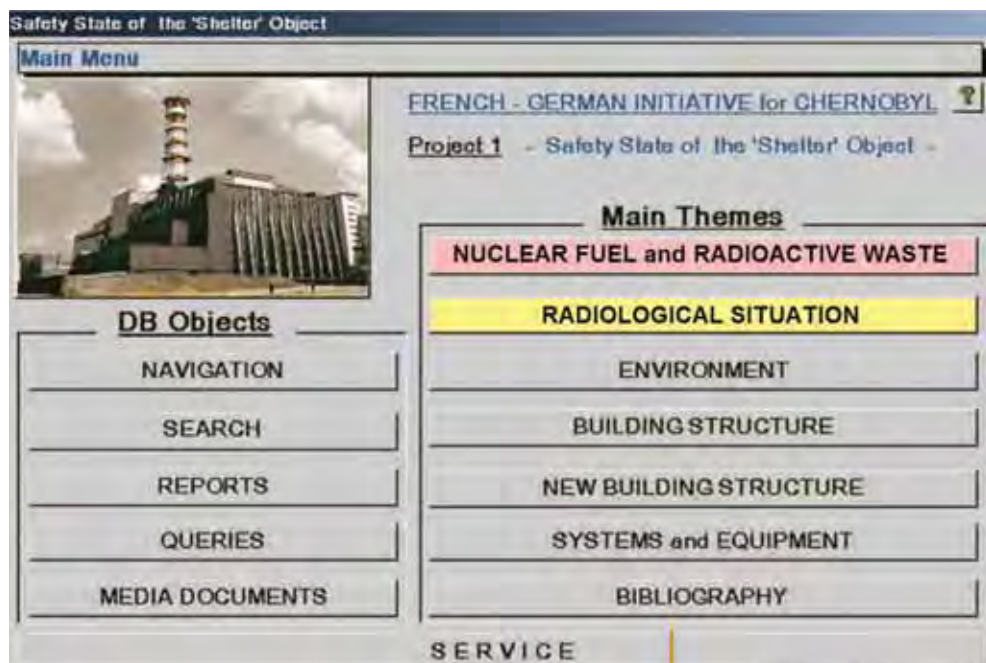 Safety State of the 'Shelter' Object
Main Menu
FRENCH - GERMAN INITIATIVE for CHERNOBYL ?
Project 1 - Safety State of the 'Shelter' Object -
Main Themes
NUCLEAR FUEL and RADIOACTIVE WASTE
RADIOLOGICAL SITUATION
ENVIRONMENT
BUILDING STRUCTURE
NEW BUILDING STRUCTURE
SYSTEMS and EQUIPMENT
BIBLIOGRAPHY
DB Objects
NAVIGATION
SEARCH
REPORTS
QUERIES
MEDIA DOCUMENTS
SERVICE